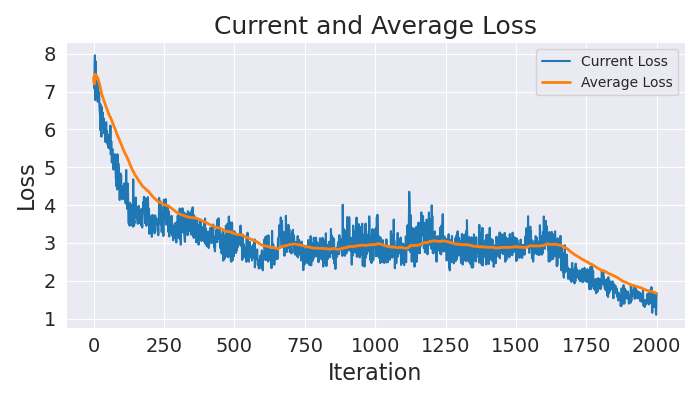 Current and Average Loss
Current Loss
Average Loss
Loss
8
7
6
5
4
3
2
1
0 250 500 750 1000 1250 1500 1750 2000
Iteration